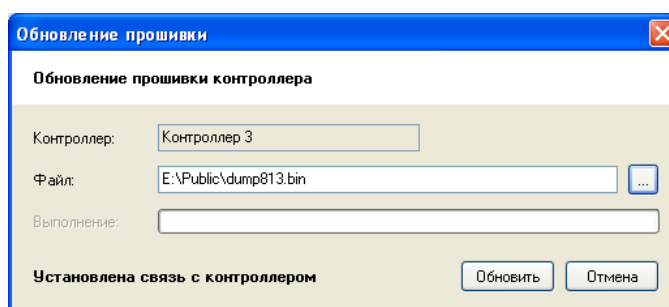 Обновление прошивки
Обновление прошивки контроллера
Контроллер: Контроллер 3
Файл: E:\Public\dump813.bin ...
Выполнение:
Установлена связь с контроллером Обновить Отмена